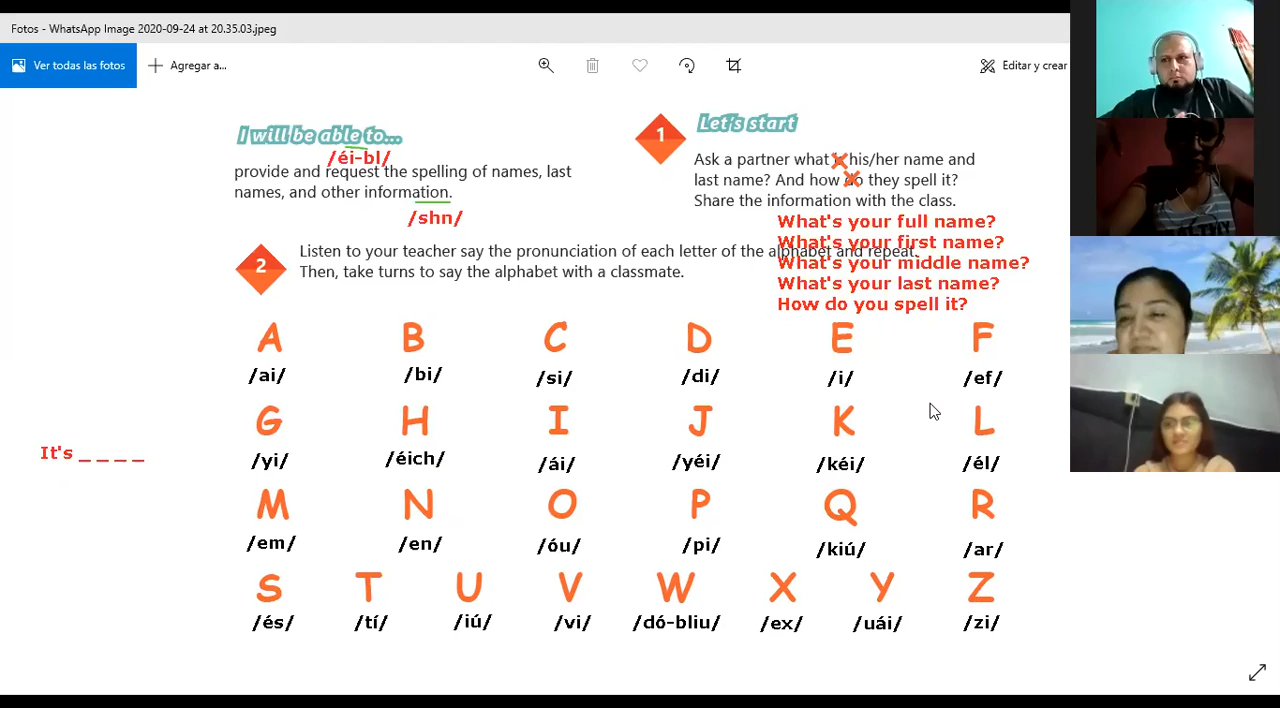 Fotos - WhatsApp Image 2020-09-24 at 20.35.03.jpeg
Ver todas las fotos
Agregar a...
Editar y crear
I will be able to...
/éi-bl/
provide and request the spelling of names, last
names, and other information.
/shn/
1
Let's start
Ask a partner what is his/her name and
last name? And how do they spell it?
Share the information with the class.
What's your full name?
What's your first name?
What's your middle name?
What's your last name?
How do you spell it?
2
Listen to your teacher say the pronunciation of each letter of the alphabet and repeat.
Then, take turns to say the alphabet with a classmate.
A B C D E F
/ai/ /bi/ /si/ /di/ /i/ /ef/
G H I J K L
It's _ _ _ _
/yi/ /éich/ /ái/ /yéi/ /kéi/ /él/
M N O P Q R
/em/ /en/ /óu/ /pi/ /kiú/ /ar/
S T U V W X Y Z
/és/ /tí/ /iú/ /vi/ /dó-bliu/ /ex/ /uái/ /zi/